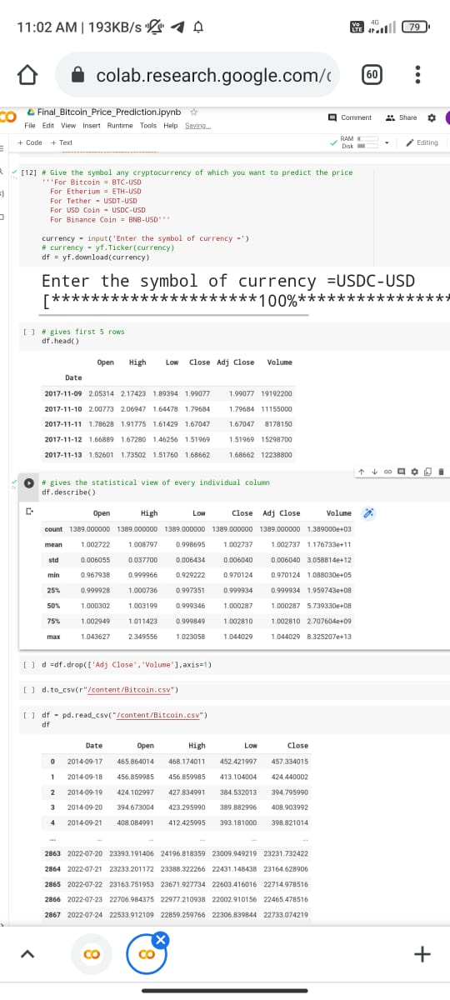 11:02 AM | 193KB/s
Vo LTE 4G 79
colab.research.google.com/c
60
Final_Bitcoin_Price_Prediction.ipynb
Comment Share
File Edit View Insert Runtime Tools Help Saving...
+ Code + Text
RAM
Disk
Editing
[12] # Give the symbol any cryptocurrency of which you want to predict the price
'''For Bitcoin = BTC-USD
For Etherium = ETH-USD
For Tether = USDT-USD
For USD Coin = USDC-USD
For Binance Coin = BNB-USD'''
currency = input('Enter the symbol of currency =')
# currency = yf.Ticker(currency)
df = yf.download(currency)
Enter the symbol of currency =USDC-USD
[*********************100%****************
[ ] # gives first 5 rows
df.head()
Open High Low Close Adj Close Volume
Date
2017-11-09 2.05314 2.17423 1.89394 1.99077 1.99077 19192200
2017-11-10 2.00773 2.06947 1.64478 1.79684 1.79684 11155000
2017-11-11 1.78628 1.91775 1.61429 1.67047 1.67047 8178150
2017-11-12 1.66889 1.67280 1.46256 1.51969 1.51969 15298700
2017-11-13 1.52601 1.73502 1.51760 1.68662 1.68662 12238800
# gives the statistical view of every individual column
df.describe()
Open High Low Close Adj Close Volume
count 1389.000000 1389.000000 1389.000000 1389.000000 1389.000000 1.389000e+03
mean 1.002722 1.008797 0.998695 1.002737 1.002737 1.176733e+11
std 0.006055 0.037700 0.006434 0.006040 0.006040 3.058814e+12
min 0.967938 0.999966 0.929222 0.970124 0.970124 1.088030e+05
25% 0.999928 1.000736 0.997351 0.999934 0.999934 1.959743e+08
50% 1.000302 1.003199 0.999346 1.000287 1.000287 5.739330e+08
75% 1.002949 1.011423 0.999849 1.002810 1.002810 2.707604e+09
max 1.043627 2.349556 1.023058 1.044029 1.044029 8.325207e+13
[ ] d =df.drop(['Adj Close','Volume'],axis=1)
[ ] d.to_csv(r"/content/Bitcoin.csv")
[ ] df = pd.read_csv("/content/Bitcoin.csv")
df
Date Open High Low Close
0 2014-09-17 465.864014 468.174011 452.421997 457.334015
1 2014-09-18 456.859985 456.859985 413.104004 424.440002
2 2014-09-19 424.102997 427.834991 384.532013 394.795990
3 2014-09-20 394.673004 423.295990 389.882996 408.903992
4 2014-09-21 408.084991 412.425995 393.181000 398.821014
... ... ... ... ... ...
2863 2022-07-20 23393.191406 24196.818359 23009.949219 23231.732422
2864 2022-07-21 23233.201172 23388.322266 22431.148438 23164.628906
2865 2022-07-22 23163.751953 23671.927734 22603.416016 22714.978516
2866 2022-07-23 22706.984375 22977.210938 22002.910156 22465.478516
2867 2022-07-24 22533.912109 22859.259766 22306.839844 22733.074219